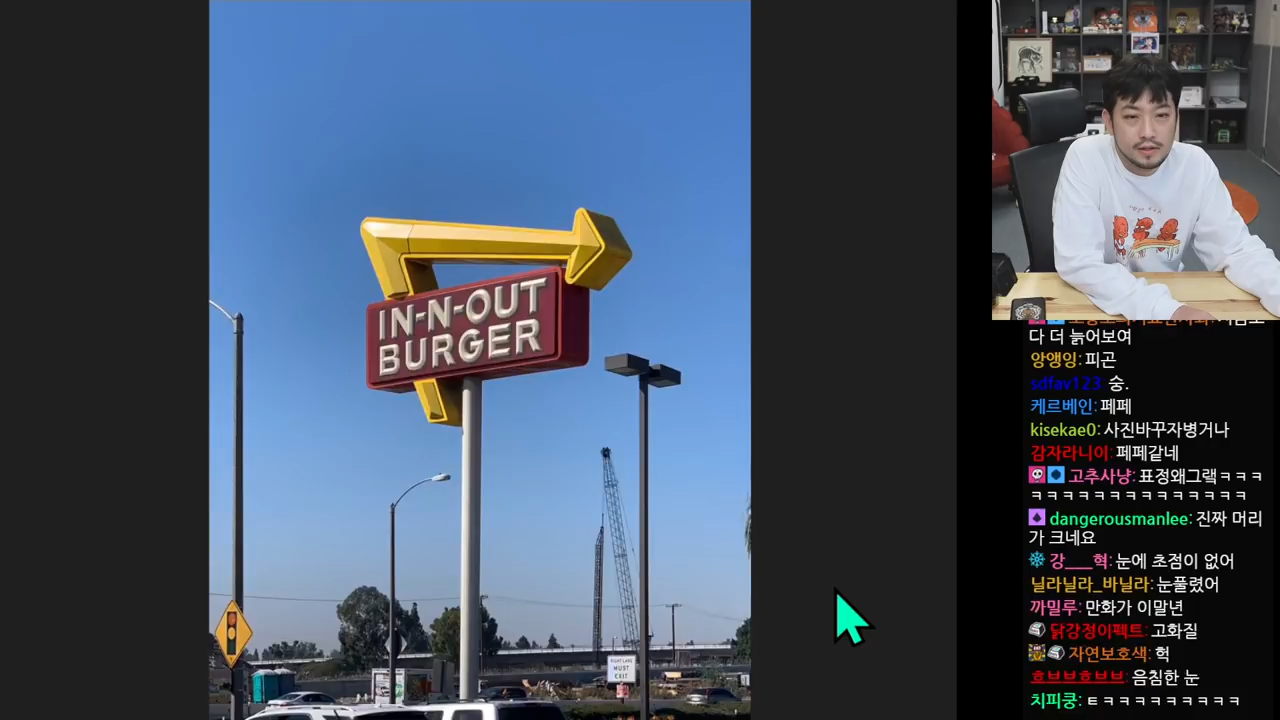 IN-N-OUT
BURGER
RIGHT LANE
MUST
EXIT
다 더 늙어보여
앙앵잉: 피곤
sdfav123 숭.
케르베인: 페페
kisekae0: 사진바꾸자병거나
감자라니이: 페페같네
고추사냥: 표정왜그랰ㅋㅋㅋ
ㅋㅋㅋㅋㅋㅋㅋㅋㅋㅋㅋㅋㅋㅋ
dangerousmanlee: 진짜 머리
가 크네요
강___혁: 눈에 초점이 없어
닐라닐라_바닐라: 눈풀렸어
까밀루: 만화가 이말년
닭강정이펙트: 고화질
자연보호색: 헉
흐브브흐브브: 음침한 눈
치피쿵: ㅌㅋㅋㅋㅋㅋㅋㅋㅋㅋ